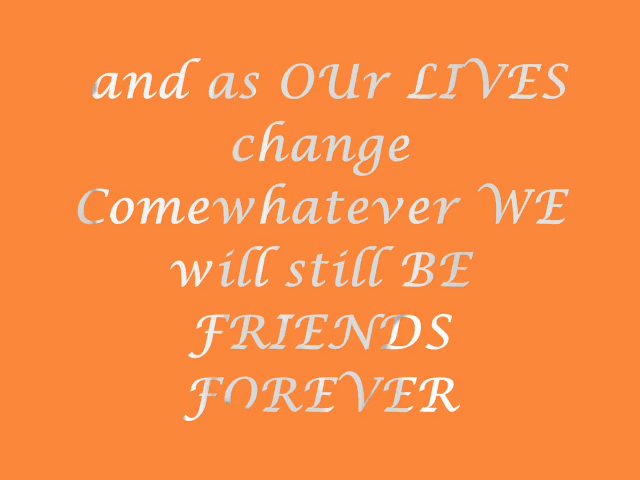 and as OUr LIVES
change
Comewhatever WE
will still BE
FRIENDS
FOREVER